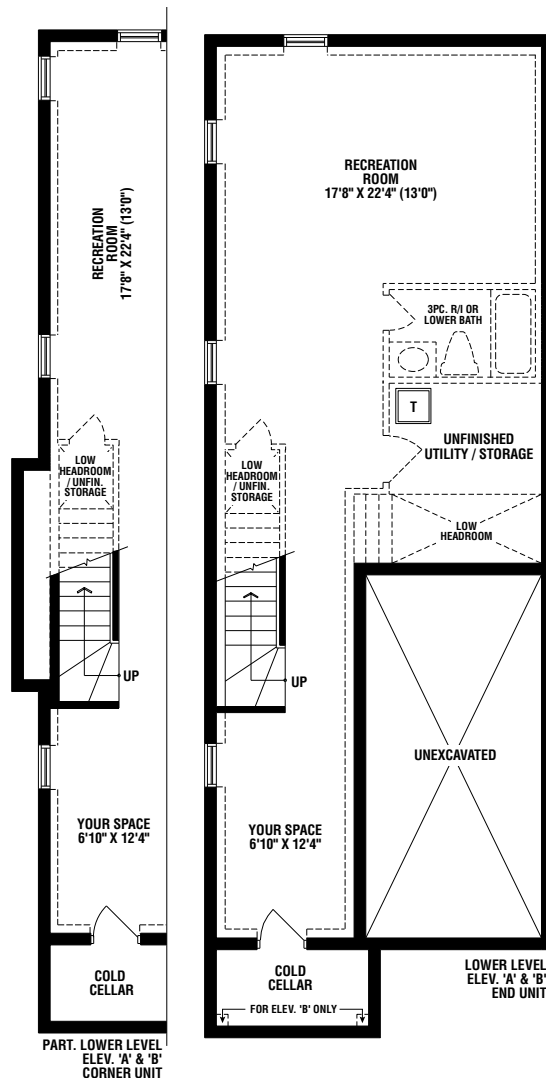 RECREATION
ROOM
17'8" X 22'4" (13'0")
LOW
HEADROOM
/ UNFIN.
STORAGE
UP
YOUR SPACE
6'10" X 12'4"
COLD
CELLAR
PART. LOWER LEVEL
ELEV. 'A' & 'B'
CORNER UNIT
RECREATION
ROOM
17'8" X 22'4" (13'0")
3PC. R/I OR
LOWER BATH
T
UNFINISHED
UTILITY / STORAGE
LOW
HEADROOM
/ UNFIN.
STORAGE
LOW
HEADROOM
UP
UNEXCAVATED
YOUR SPACE
6'10" X 12'4"
COLD
CELLAR
FOR ELEV. 'B' ONLY
LOWER LEVEL
ELEV. 'A' & 'B'
END UNIT